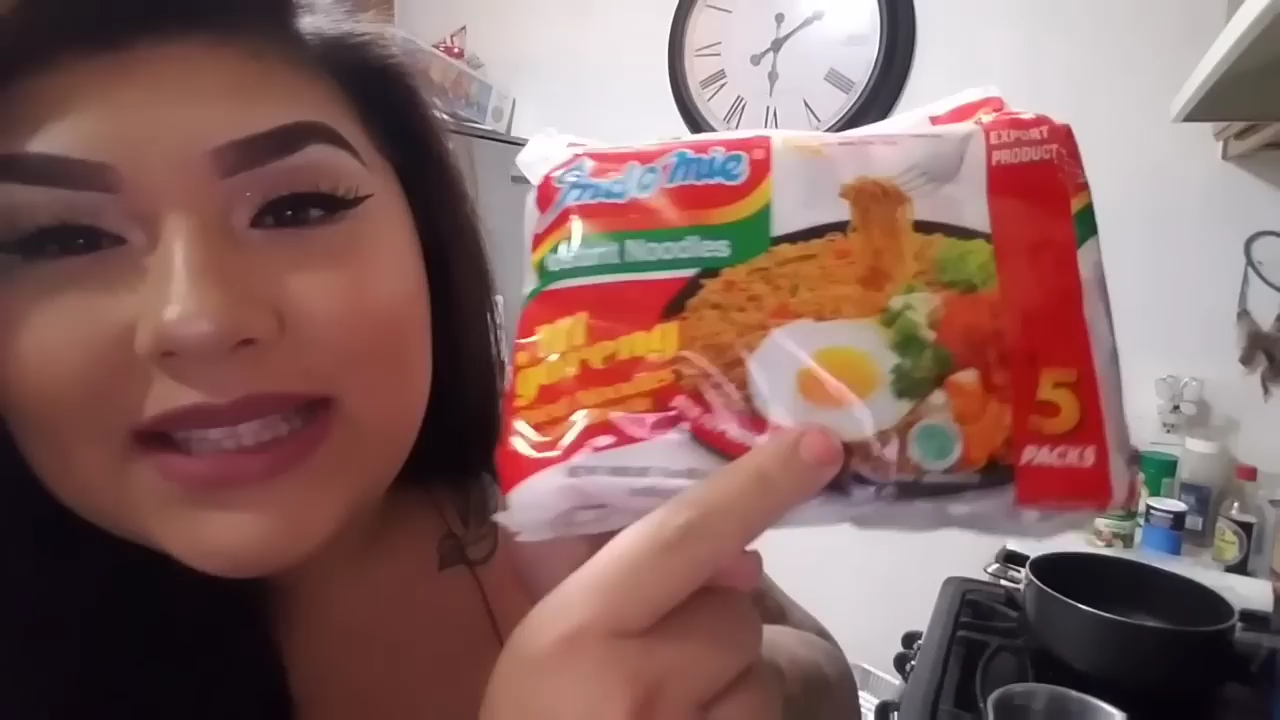 Indomie
Instant Noodles
mi
goreng
EXPORT
PRODUCT
5
PACKS